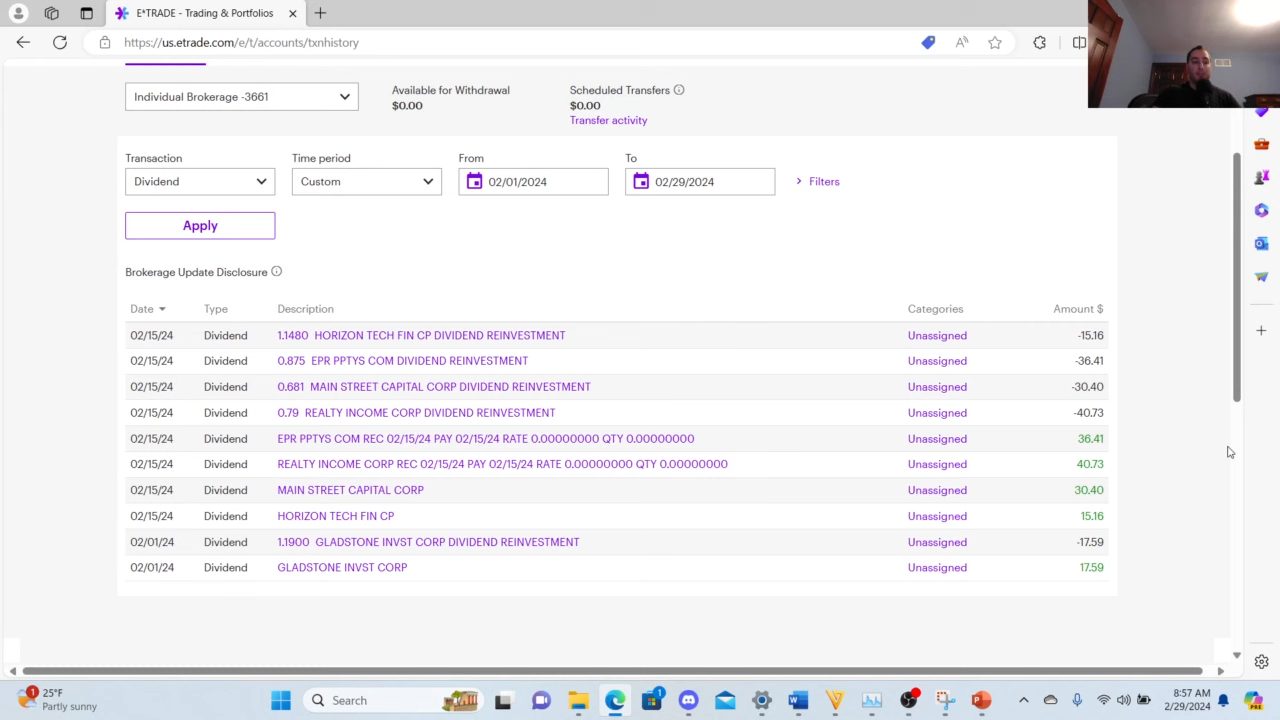 E*TRADE - Trading & Portfolios
https://us.etrade.com/e/t/accounts/txnhistory
Individual Brokerage -3661
Available for Withdrawal
$0.00
Scheduled Transfers
$0.00
Transfer activity
Transaction
Dividend
Time period
Custom
From
02/01/2024
To
02/29/2024
Filters
Apply
Brokerage Update Disclosure
Date Type Description Categories Amount $
02/15/24 Dividend 1.1480 HORIZON TECH FIN CP DIVIDEND REINVESTMENT Unassigned -15.16
02/15/24 Dividend 0.875 EPR PPTYS COM DIVIDEND REINVESTMENT Unassigned -36.41
02/15/24 Dividend 0.681 MAIN STREET CAPITAL CORP DIVIDEND REINVESTMENT Unassigned -30.40
02/15/24 Dividend 0.79 REALTY INCOME CORP DIVIDEND REINVESTMENT Unassigned -40.73
02/15/24 Dividend EPR PPTYS COM REC 02/15/24 PAY 02/15/24 RATE 0.00000000 QTY 0.00000000 Unassigned 36.41
02/15/24 Dividend REALTY INCOME CORP REC 02/15/24 PAY 02/15/24 RATE 0.00000000 QTY 0.00000000 Unassigned 40.73
02/15/24 Dividend MAIN STREET CAPITAL CORP Unassigned 30.40
02/15/24 Dividend HORIZON TECH FIN CP Unassigned 15.16
02/01/24 Dividend 1.1900 GLADSTONE INVST CORP DIVIDEND REINVESTMENT Unassigned -17.59
02/01/24 Dividend GLADSTONE INVST CORP Unassigned 17.59
1
25°F
Partly sunny
Search
1
8:57 AM
2/29/2024
PRE